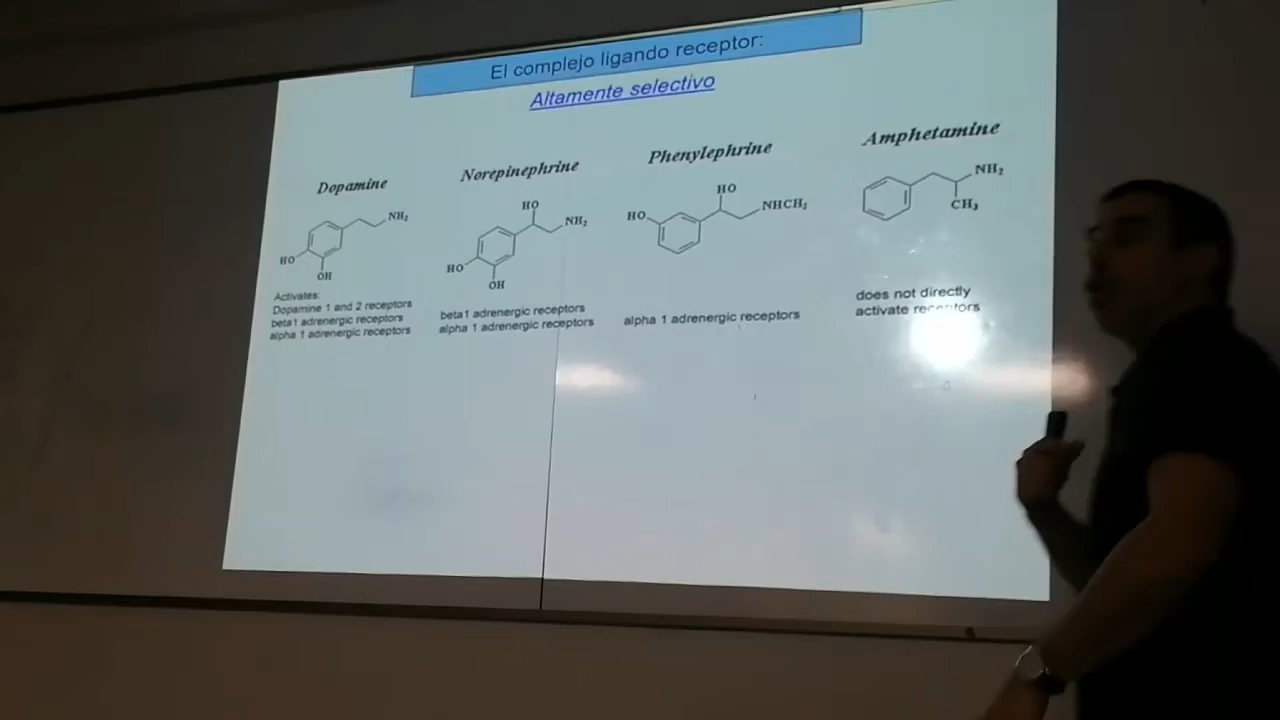 El complejo ligando receptor:
Altamente selectivo
Dopamine
NH₂
HO
OH
Activates:
Dopamine 1 and 2 receptors
beta1 adrenergic receptors
alpha 1 adrenergic receptors
Norepinephrine
HO
NH₂
HO
OH
beta1 adrenergic receptors
alpha 1 adrenergic receptors
Phenylephrine
HO
HO
NHCH₃
alpha 1 adrenergic receptors
Amphetamine
NH₂
CH₃
does not directly
activate receptors